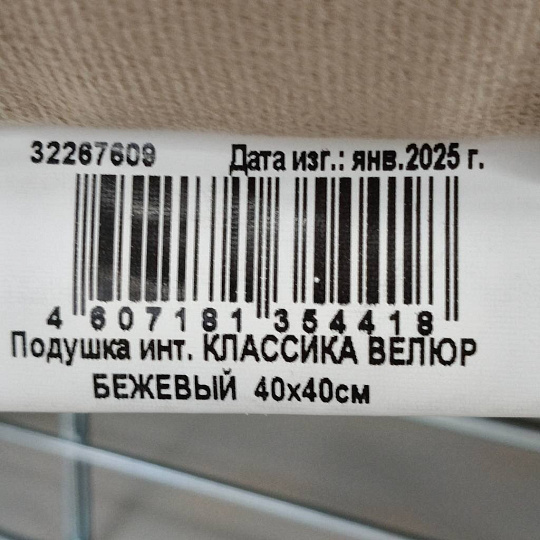 32267609 Дата изг.: янв.2025 г.
4 607181 354418
Подушка инт. КЛАССИКА ВЕЛЮР
БЕЖЕВЫЙ 40х40см